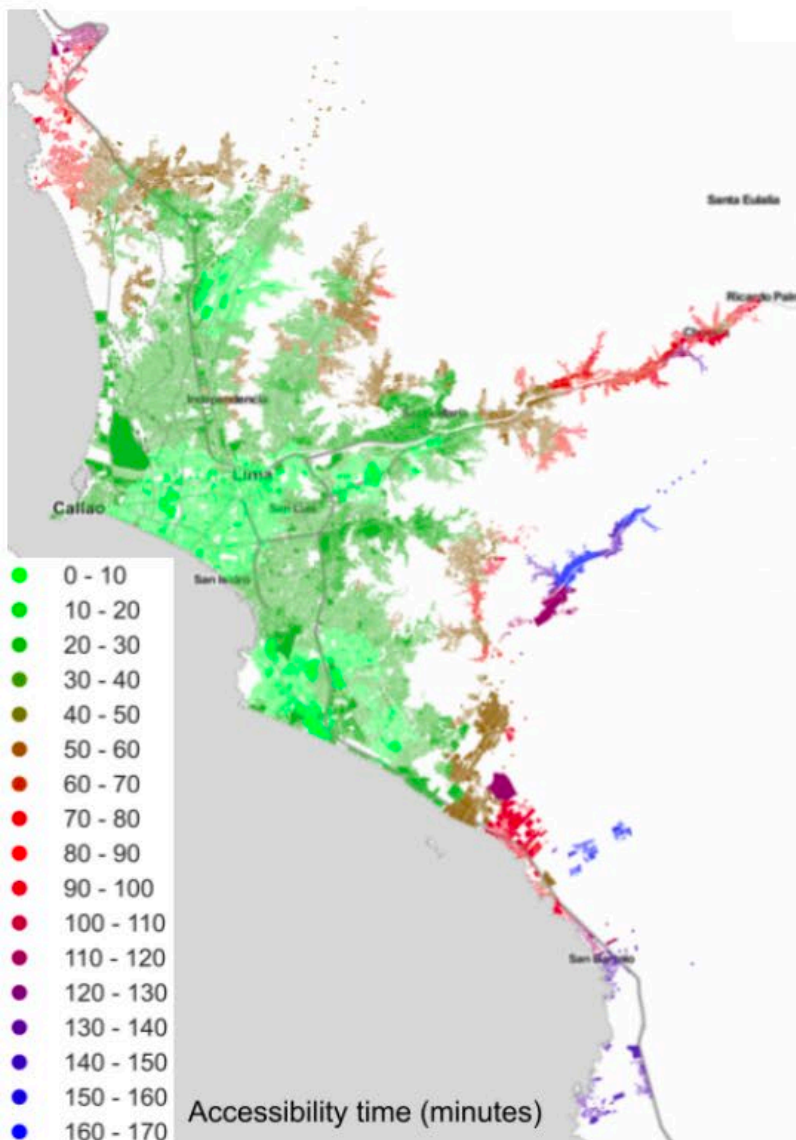 Santa Eulalia
Ricardo Palm
Independencia
Lima
San Luis
Callao
San Isidro
0 - 10
10 - 20
20 - 30
30 - 40
40 - 50
50 - 60
60 - 70
70 - 80
80 - 90
90 - 100
100 - 110
110 - 120
120 - 130
130 - 140
140 - 150
150 - 160
160 - 170
Accessibility time (minutes)